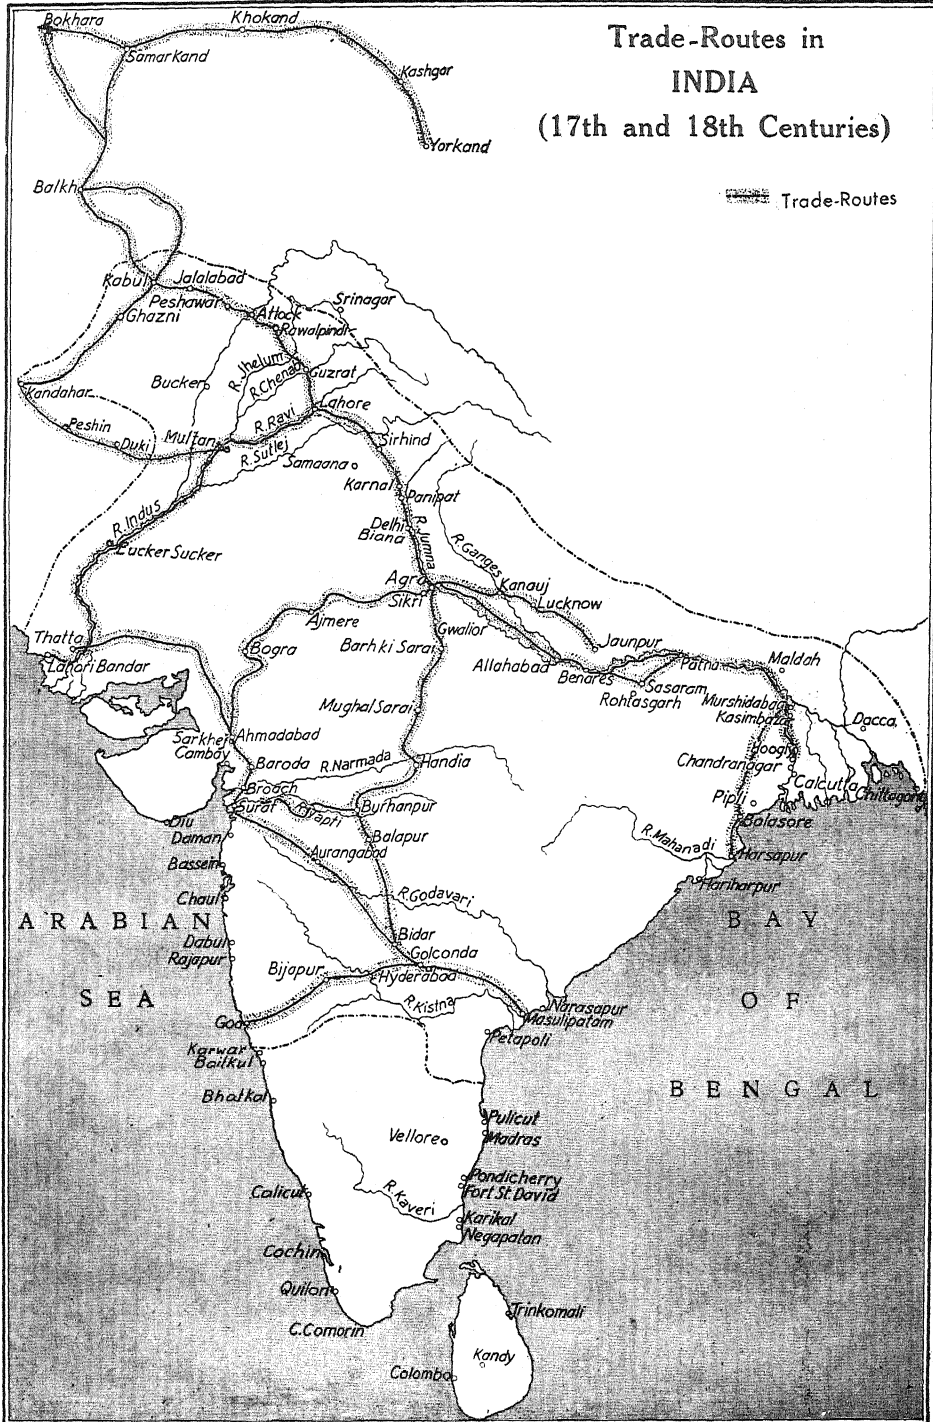 Trade-Routes in
INDIA
(17th and 18th Centuries)
Trade-Routes
Bokhara
Khokand
Samarkand
Kashgar
Yorkand
Balkh
Kabul
Jalalabad
Peshawar
Attock
Srinagar
Ghazni
Rawalpindi
R.Jhelum
R.Chenab
Guzrat
Bucker
Kandahar
Lahore
Peshin
R.Ravi
Duki
Multan
Sirhind
R.Sutlej
Samaana
Karnal
Panipat
R.Indus
Delhi
Biana
R.Jumna
R.Ganges
Sucker
Agra
Sikri
Kanauj
Lucknow
Ajmere
Gwalior
Thatta
Lahori Bandar
Bogra
Barhki Sarai
Jaunpur
Allahabad
Benares
Patna
Maldah
Sasaram
Rohtasgarh
Mughal Sarai
Murshidabad
Kasimbazar
Dacca
Sarkhej
Ahmadabad
Cambay
Baroda
R.Narmada
Handia
Hoogly
Chandranagar
Calcutta
Chittagong
Broach
Surat
R.Tapti
Burhanpur
Pipli
Balasore
Diu
Daman
Balapur
R.Mahanadi
Aurangabad
Harsapur
Bassein
Hariharpur
Chaul
R.Godavari
ARABIAN
SEA
BAY
OF
BENGAL
Dabul
Rajapur
Bidar
Golconda
Bijapur
Hyderabad
R.Kistna
Narasapur
Masulipatam
Goa
Petapoli
Karwar
Baitkul
Bhatkal
Pulicut
Madras
Vellore
Pondicherry
Fort St. David
Calicut
R.Kaveri
Karikal
Negapatan
Cochin
Quilon
C.Comorin
Trinkomali
Kandy
Colombo